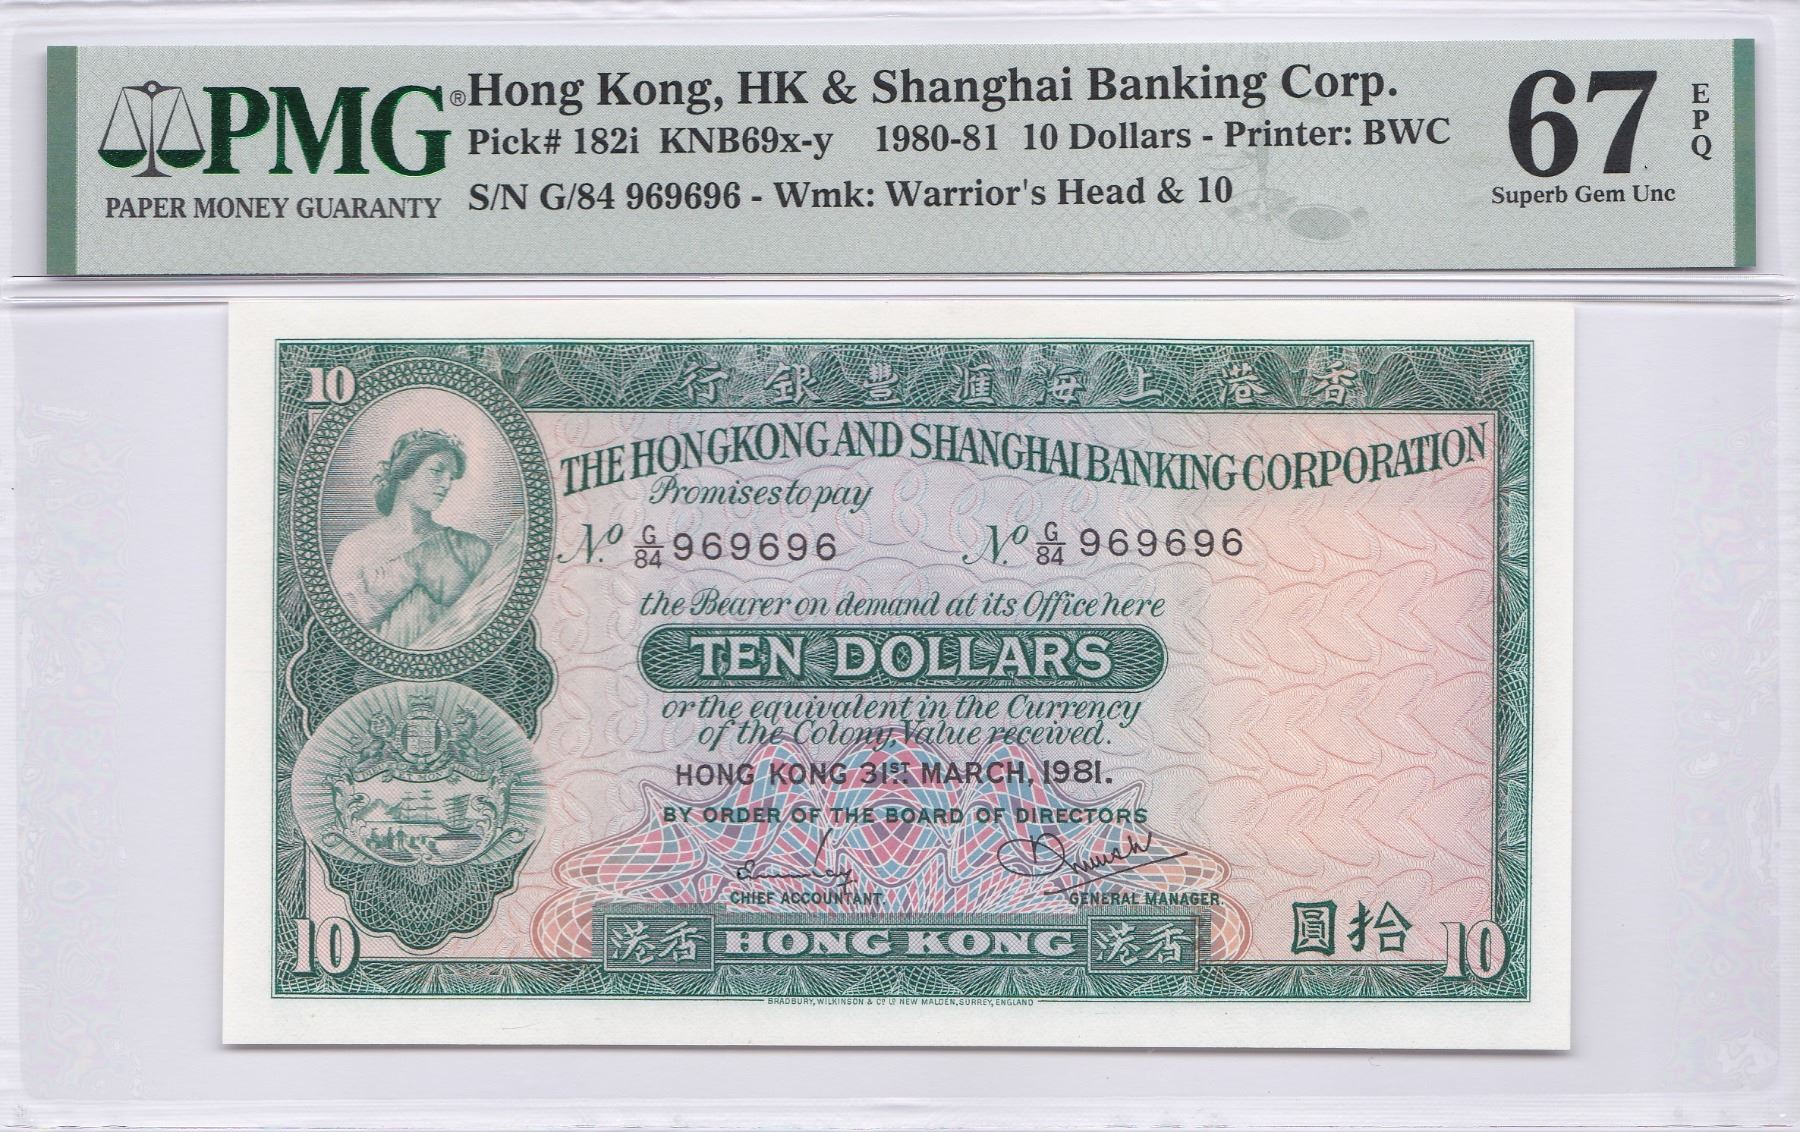 PMG®
PAPER MONEY GUARANTY
Hong Kong, HK & Shanghai Banking Corp.
Pick# 182i KNB69x-y 1980-81 10 Dollars - Printer: BWC
S/N G/84 969696 - Wmk: Warrior's Head & 10
67
EPQ
Superb Gem Unc
10
行銀豐滙海上港香
THE HONGKONG AND SHANGHAI BANKING CORPORATION
Promises to pay
No. G/84 969696 No. G/84 969696
the Bearer on demand at its Office here
TEN DOLLARS
or the equivalent in the Currency
of the Colony, Value received.
HONG KONG 31ST MARCH, 1981.
BY ORDER OF THE BOARD OF DIRECTORS
CHIEF ACCOUNTANT. GENERAL MANAGER.
10 港香 HONG KONG 港香 圓拾 10
BRADBURY, WILKINSON & Co. Ld. NEW MALDEN, SURREY, ENGLAND